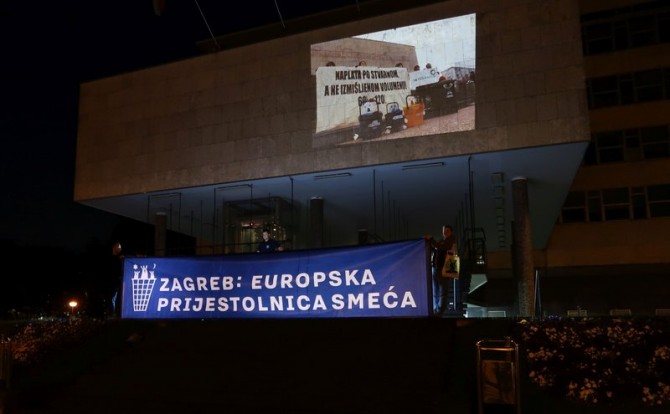 NAPLATA PO STVARNOM,
A NE IZMIŠLJENOM VOLUMENU!
ZAGREB: EUROPSKA
PRIJESTOLNICA SMEĆA